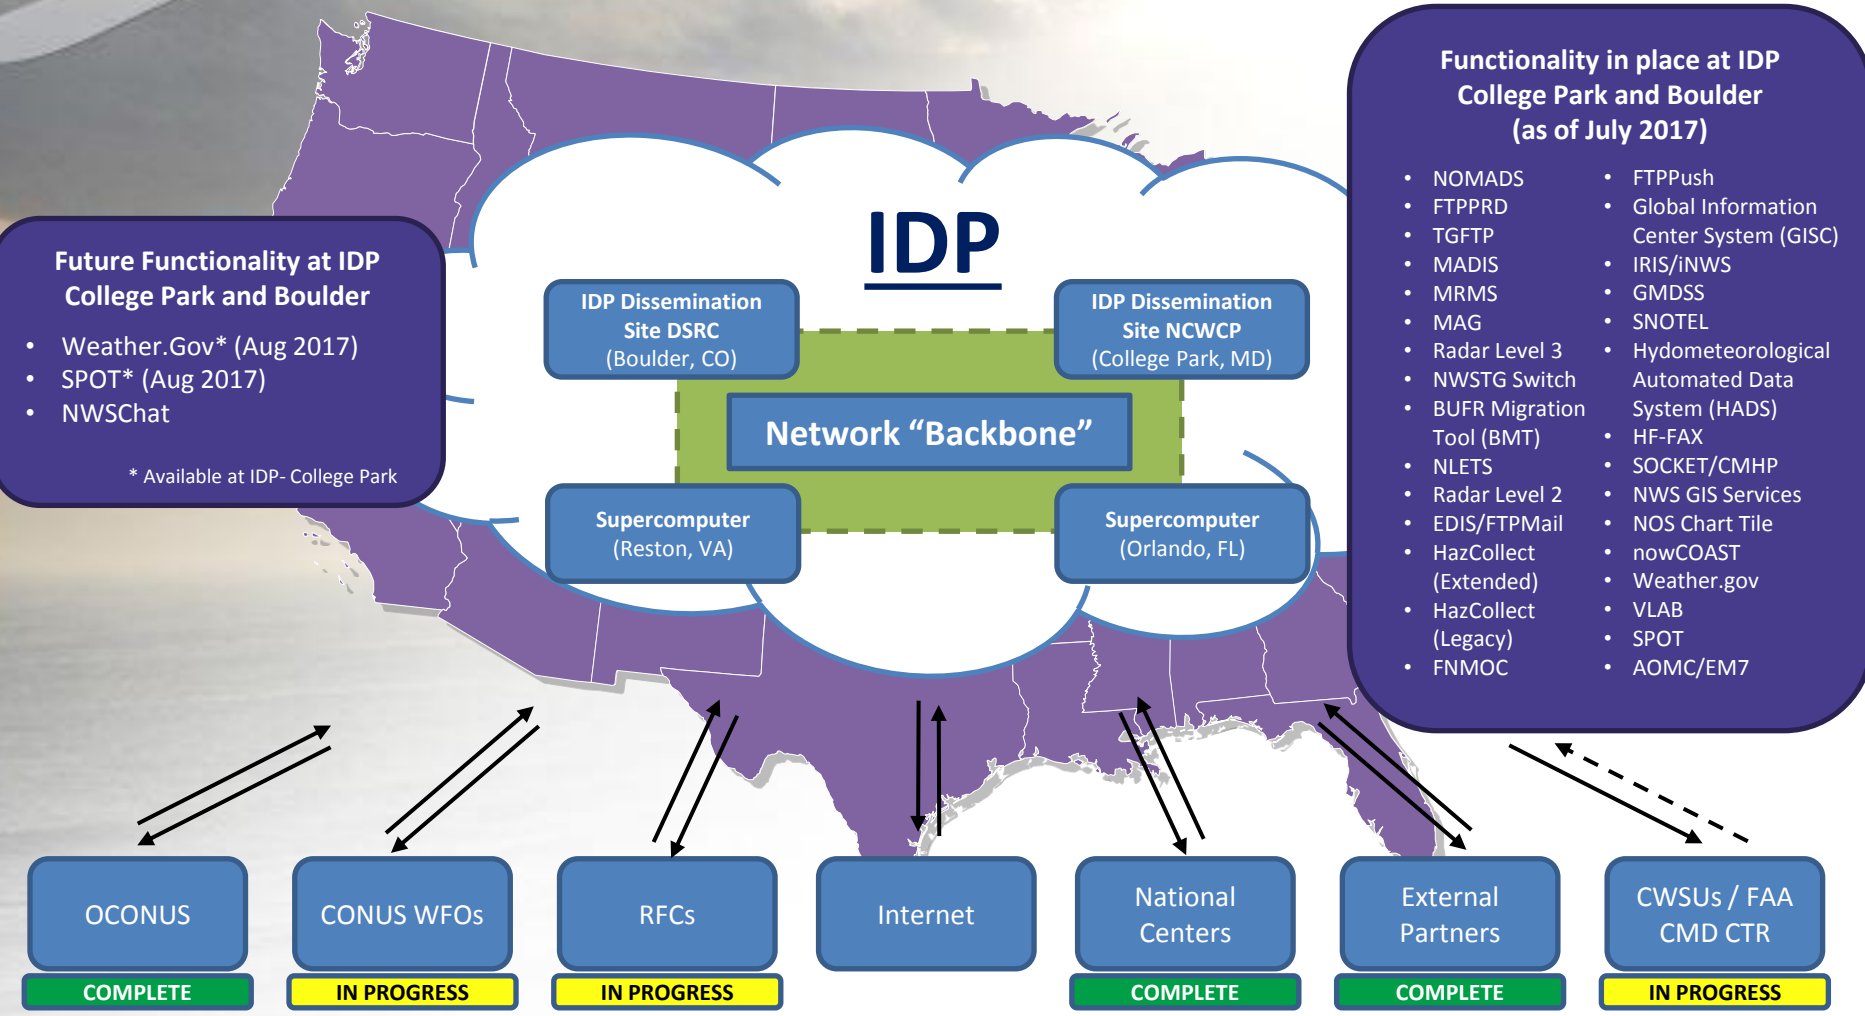 IDP
Future Functionality at IDP
College Park and Boulder
• Weather.Gov* (Aug 2017)
• SPOT* (Aug 2017)
• NWSChat
* Available at IDP- College Park
IDP Dissemination
Site DSRC
(Boulder, CO)
IDP Dissemination
Site NCWCP
(College Park, MD)
Network “Backbone”
Supercomputer
(Reston, VA)
Supercomputer
(Orlando, FL)
Functionality in place at IDP
College Park and Boulder
(as of July 2017)
• NOMADS
• FTPPRD
• TGFTP
• MADIS
• MRMS
• MAG
• Radar Level 3
• NWSTG Switch
• BUFR Migration
Tool (BMT)
• NLETS
• Radar Level 2
• EDIS/FTPMail
• HazCollect
(Extended)
• HazCollect
(Legacy)
• FNMOC
• FTPPush
• Global Information
Center System (GISC)
• IRIS/iNWS
• GMDSS
• SNOTEL
• Hydometeorological
Automated Data
System (HADS)
• HF-FAX
• SOCKET/CMHP
• NWS GIS Services
• NOS Chart Tile
• nowCOAST
• Weather.gov
• VLAB
• SPOT
• AOMC/EM7
OCONUS
COMPLETE
CONUS WFOs
IN PROGRESS
RFCs
IN PROGRESS
Internet
National
Centers
COMPLETE
External
Partners
COMPLETE
CWSUs / FAA
CMD CTR
IN PROGRESS